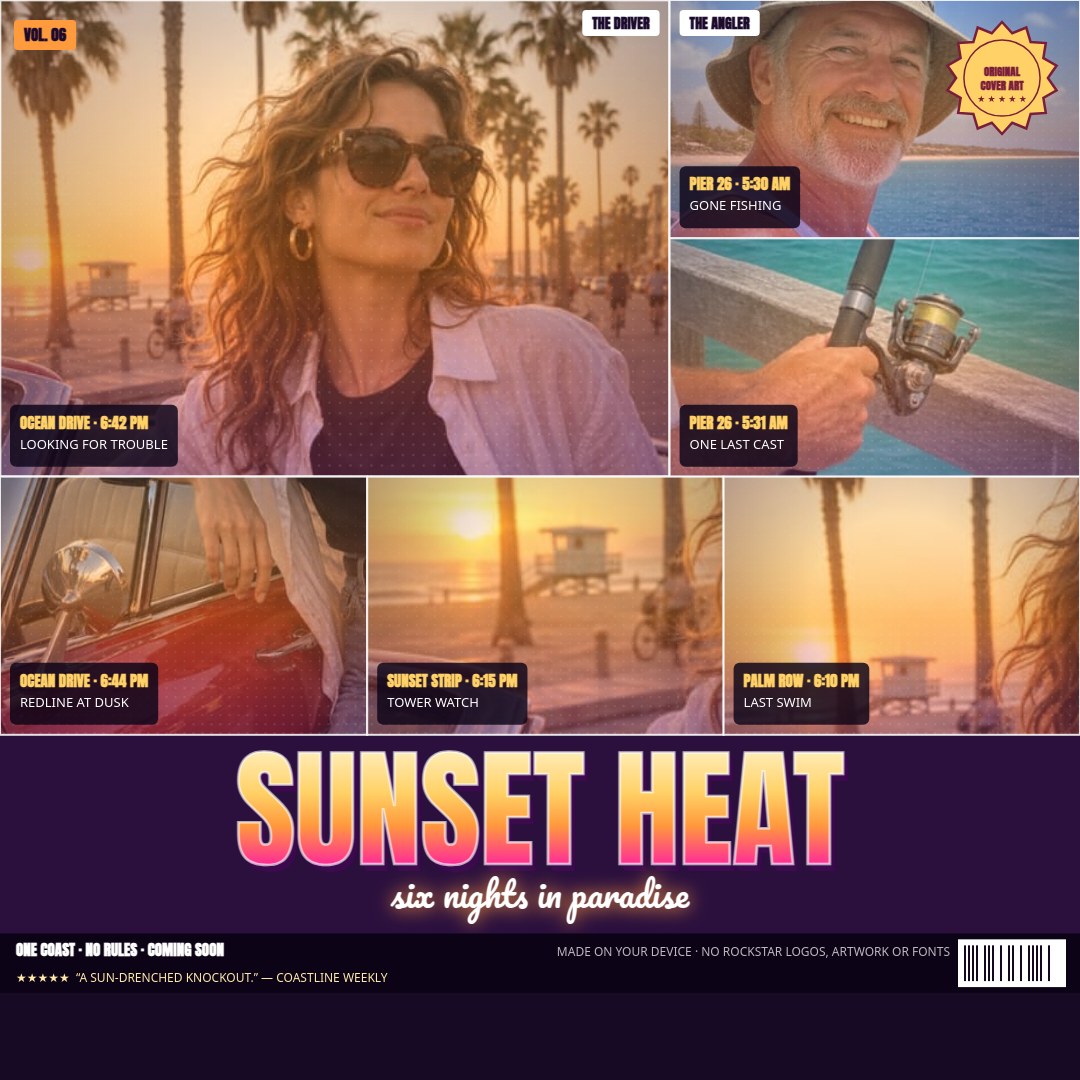 VOL. 06
THE DRIVER
THE ANGLER
ORIGINAL
COVER ART
★★★★★
PIER 26 · 5:30 AM
GONE FISHING
OCEAN DRIVE · 6:42 PM
LOOKING FOR TROUBLE
PIER 26 · 5:31 AM
ONE LAST CAST
OCEAN DRIVE · 6:44 PM
REDLINE AT DUSK
SUNSET STRIP · 6:15 PM
TOWER WATCH
PALM ROW · 6:10 PM
LAST SWIM
SUNSET HEAT
six nights in paradise
ONE COAST · NO RULES · COMING SOON
MADE ON YOUR DEVICE · NO ROCKSTAR LOGOS, ARTWORK OR FONTS
★★★★★ “A SUN-DRENCHED KNOCKOUT.” — COASTLINE WEEKLY